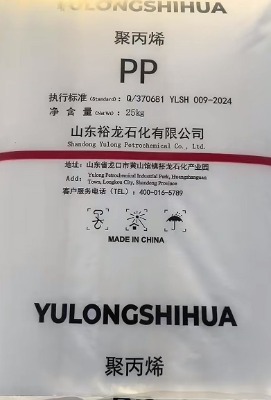 YULONGSHIHUA
聚丙烯
PP
执行标准 (Standard): Q/370681 YLSH 009-2024
净 含 量 (NetWt): 25kg
山东裕龙石化有限公司
Shandong Yulong Petrochemical Co., Ltd.
地址: 山东省龙口市黄山馆镇裕龙石化产业园
Add: Yulong Petrochemical Industrial Park, Huangshanguan
Town, Longkou City, Shandong Province
客户服务电话 (TEL): 400-016-5789
MADE IN CHINA
YULONGSHIHUA
聚丙烯